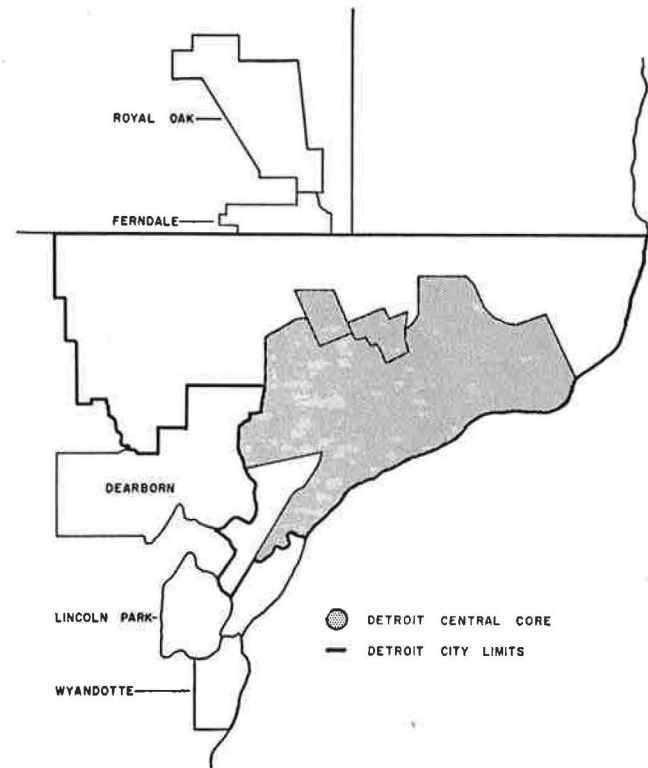 ROYAL OAK
FERNDALE
DEARBORN
LINCOLN PARK
WYANDOTTE
DETROIT CENTRAL CORE
DETROIT CITY LIMITS